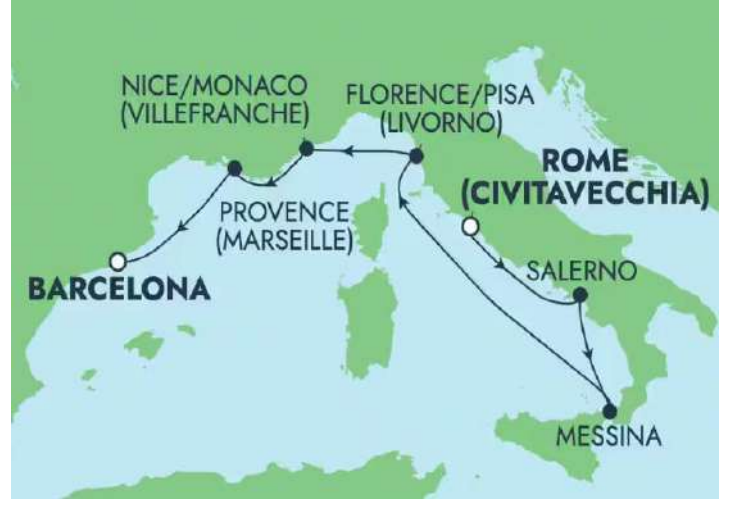 NICE/MONACO
(VILLEFRANCHE)
FLORENCE/PISA
(LIVORNO)
ROME
(CIVITAVECCHIA)
PROVENCE
(MARSEILLE)
SALERNO
BARCELONA
MESSINA